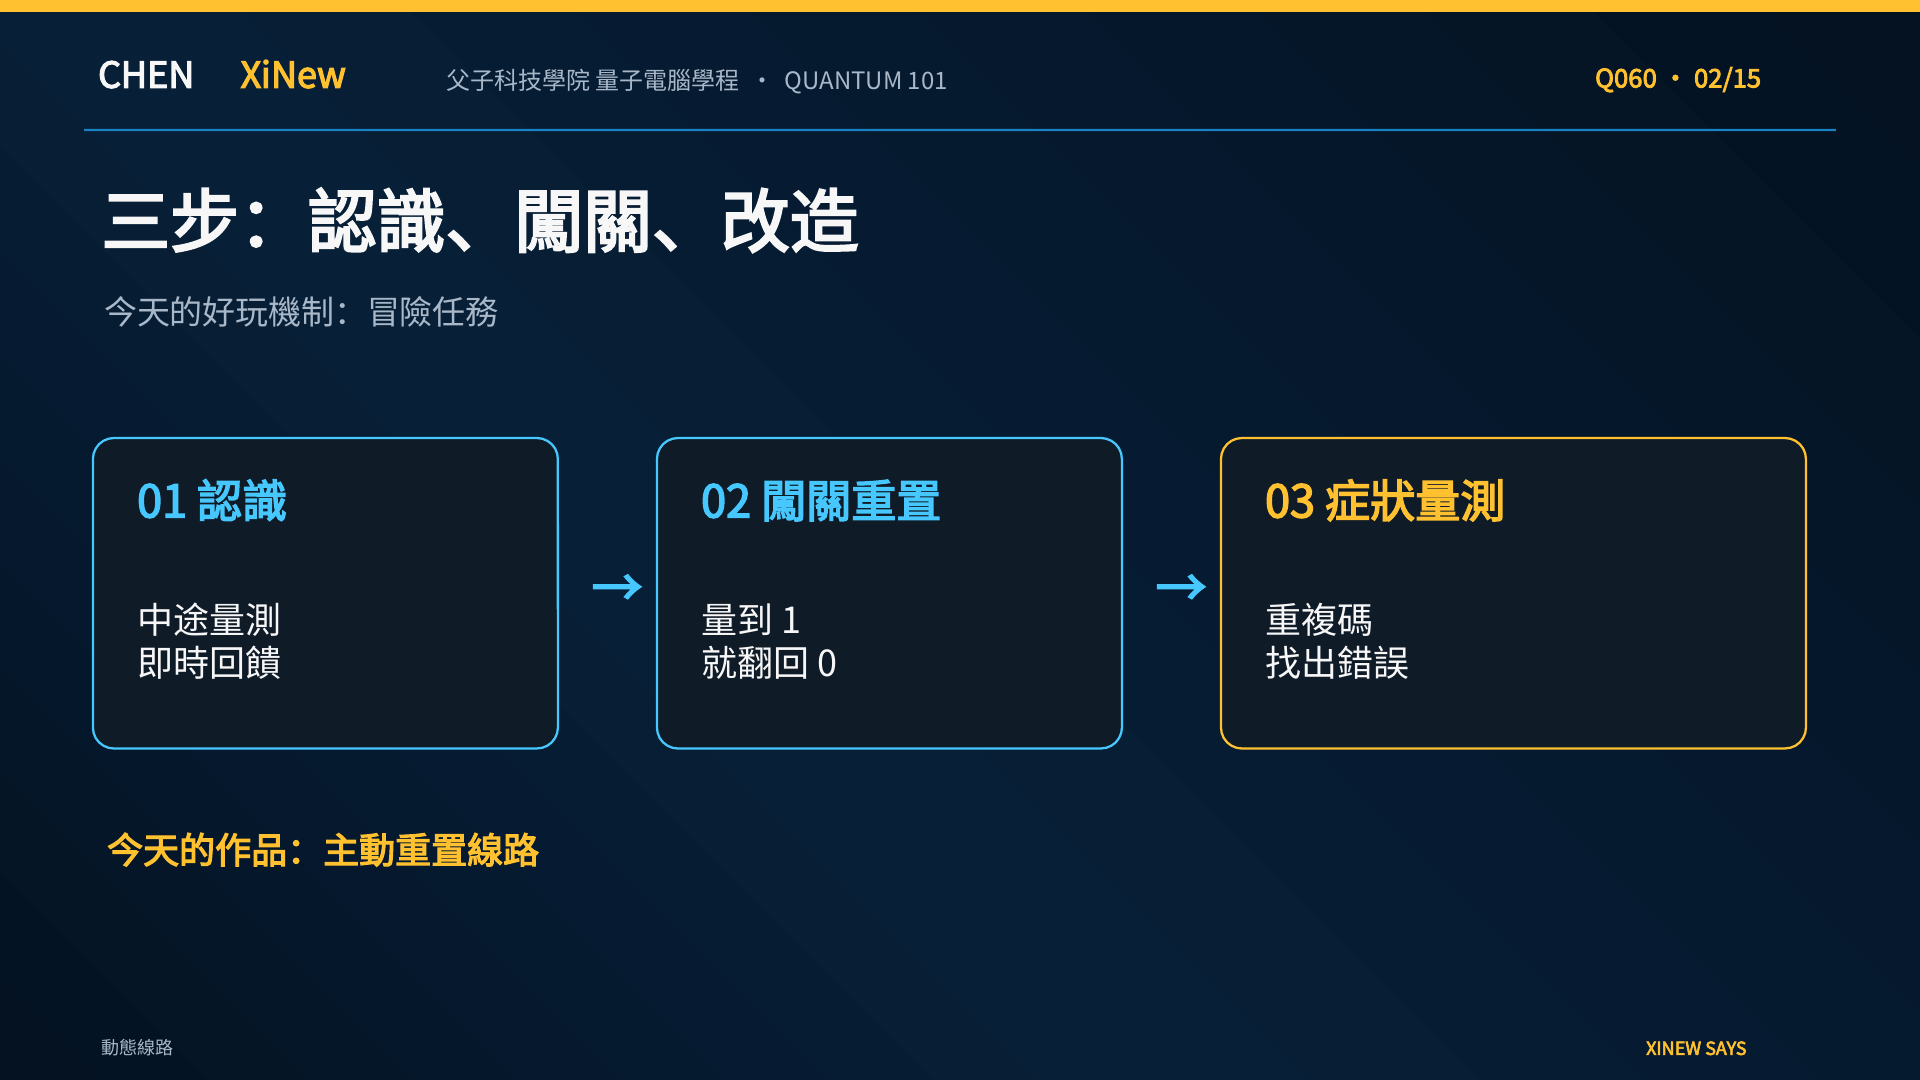 CHEN XiNew 父子科技學院 量子電腦學程 · QUANTUM 101 Q060 · 02/15
三步：認識、闖關、改造
今天的好玩機制：冒險任務
01 認識
中途量測
即時回饋
→
02 闖關重置
量到 1
就翻回 0
→
03 症狀量測
重複碼
找出錯誤
今天的作品：主動重置線路
動態線路
XINEW SAYS